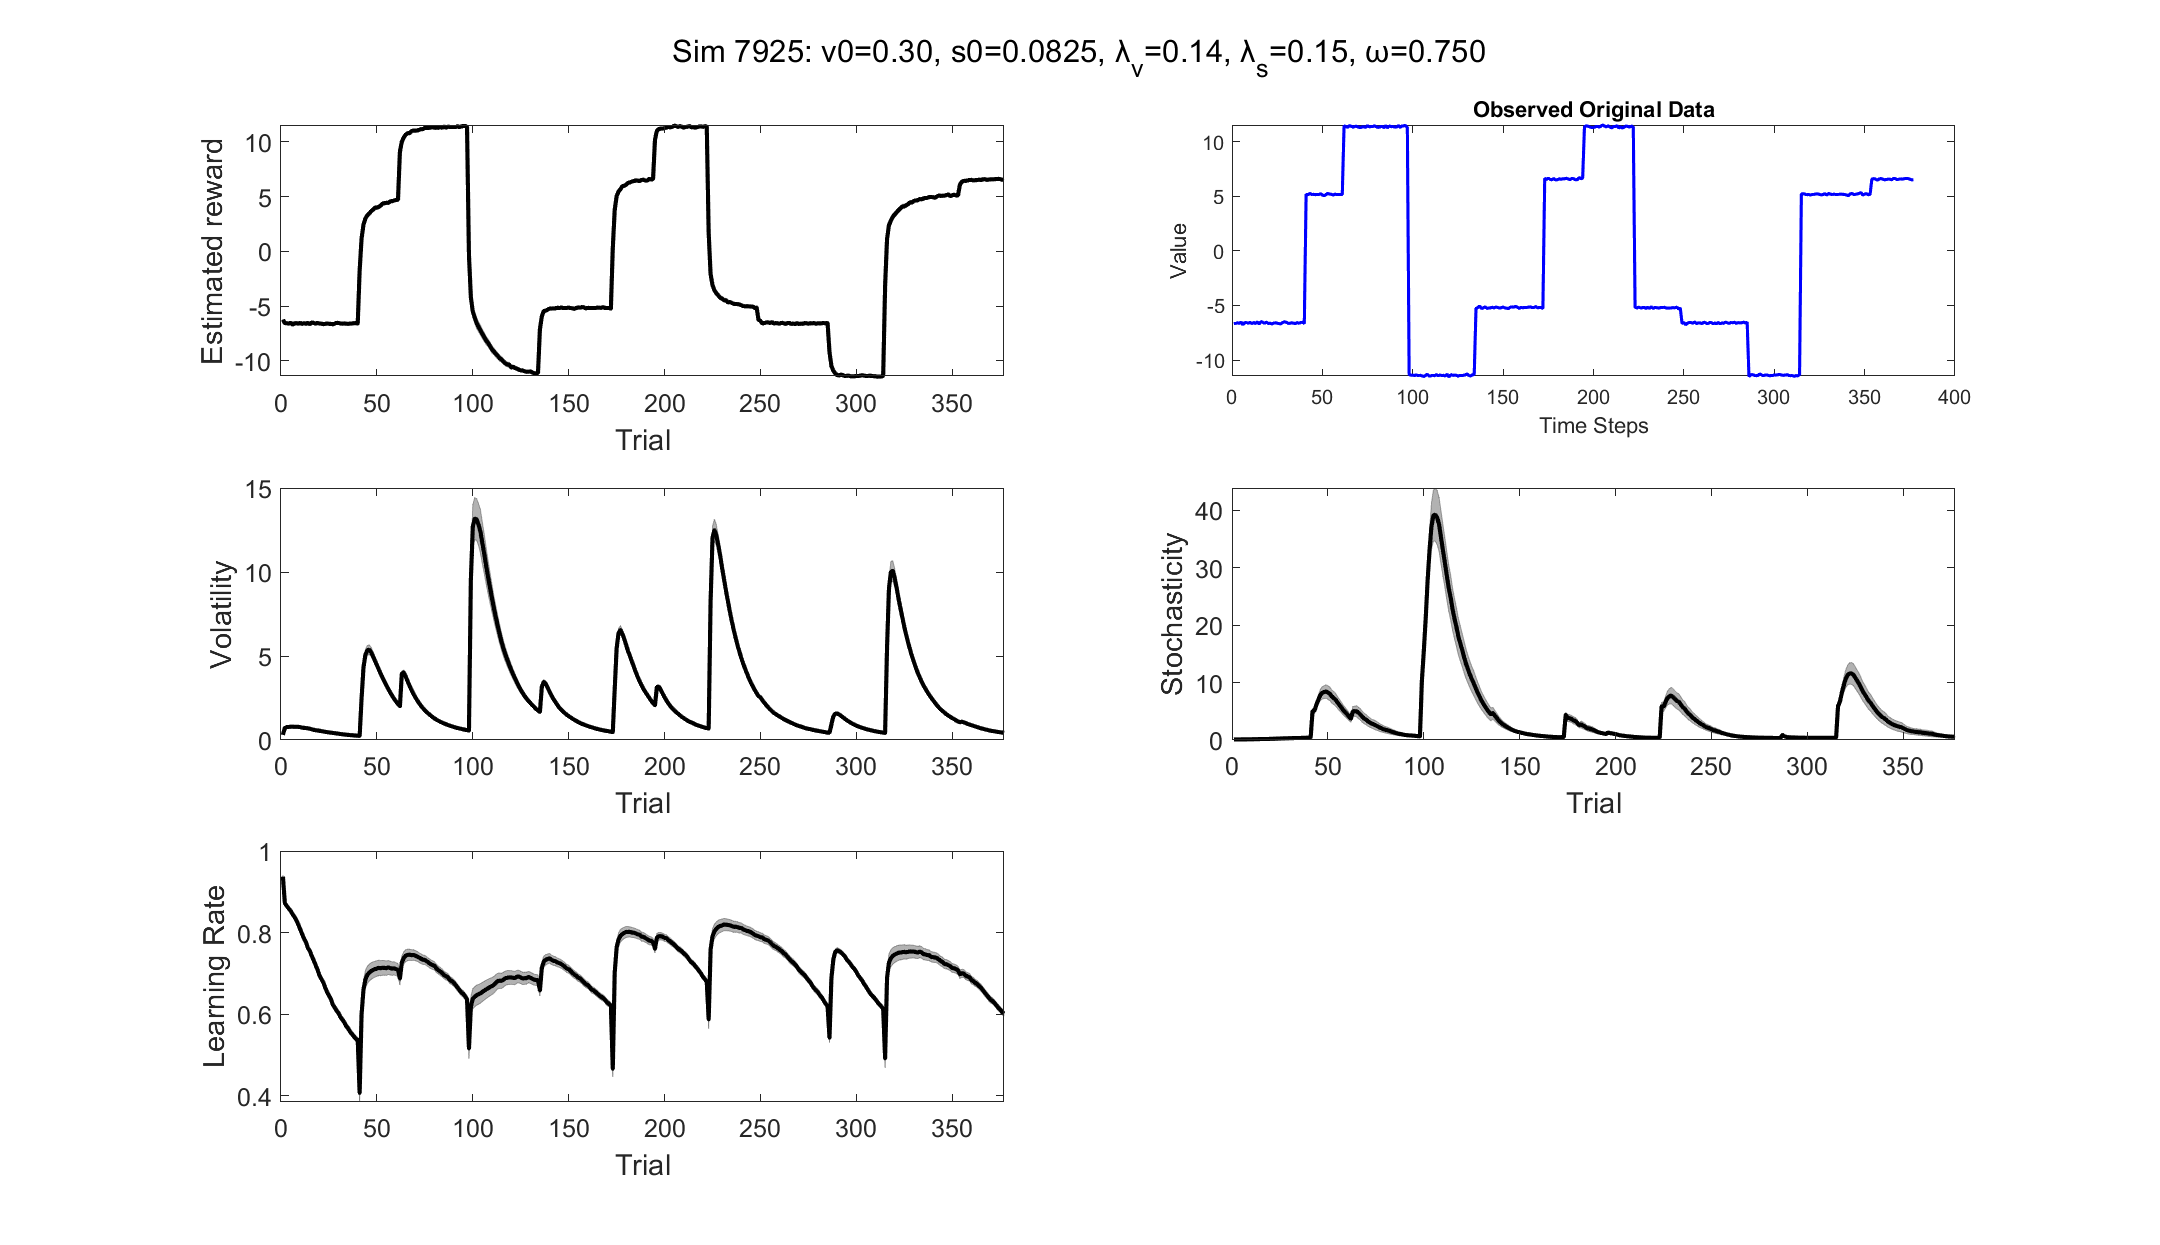 Sim 7925: v0=0.30, s0=0.0825, λ_v=0.14, λ_s=0.15, ω=0.750
Estimated reward
10
5
0
-5
-10
0 50 100 150 200 250 300 350
Trial
Observed Original Data
Value
10
5
0
-5
-10
0 50 100 150 200 250 300 350 400
Time Steps
Volatility
15
10
5
0
0 50 100 150 200 250 300 350
Trial
Stochasticity
40
30
20
10
0
0 50 100 150 200 250 300 350
Trial
Learning Rate
1
0.8
0.6
0.4
0 50 100 150 200 250 300 350
Trial